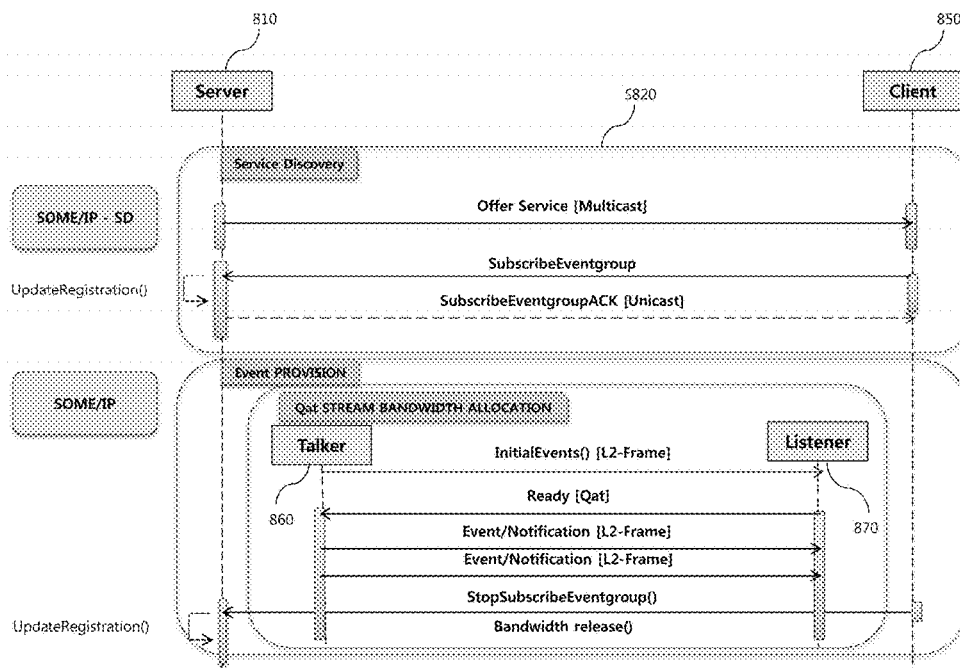 810
850
Server
5820
Client
Service Discovery
SOME/IP - SD
Offer Service [Multicast]
SubscribeEventgroup
UpdateRegistration()
SubscribeEventgroupACK [Unicast]
Event PROVISION
SOME/IP
Qat STREAM BANDWIDTH ALLOCATION
Talker
Listener
InitialEvents() [L2-Frame]
Ready [Qat]
860
870
Event/Notification [L2-Frame]
Event/Notification [L2-Frame]
StopSubscribeEventgroup()
UpdateRegistration()
Bandwidth release()